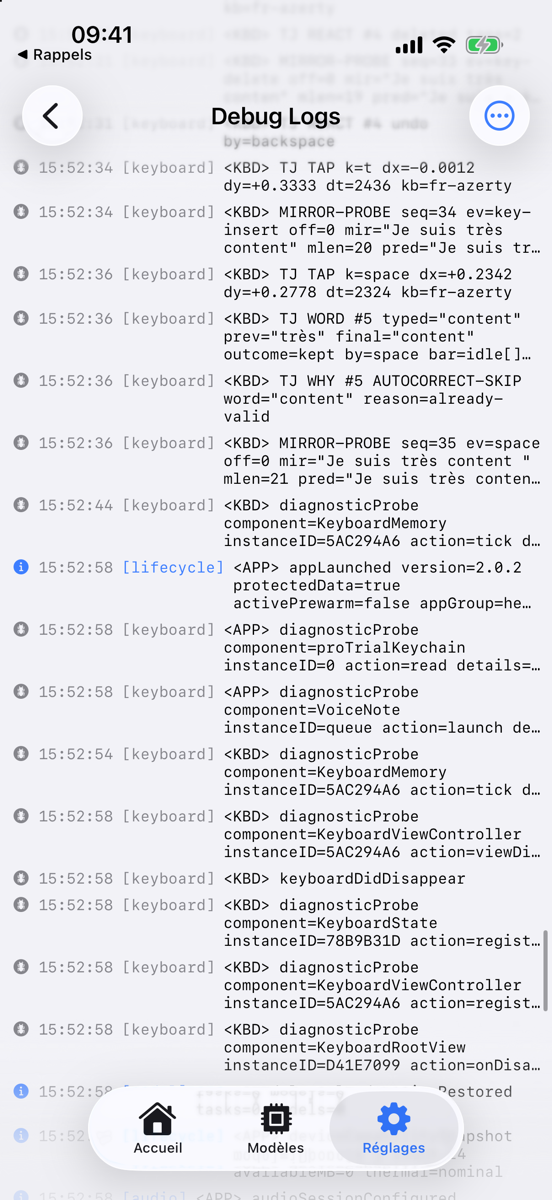 09:41
◀ Rappels
Debug Logs
by=backspace
15:52:34 [keyboard] <KBD> TJ TAP k=t dx=-0.0012
dy=+0.3333 dt=2436 kb=fr-azerty
15:52:34 [keyboard] <KBD> MIRROR-PROBE seq=34 ev=key-
insert off=0 mir="Je suis très
content" mlen=20 pred="Je suis tr…
15:52:36 [keyboard] <KBD> TJ TAP k=space dx=+0.2342
dy=+0.2778 dt=2324 kb=fr-azerty
15:52:36 [keyboard] <KBD> TJ WORD #5 typed="content"
prev="très" final="content"
outcome=kept by=space bar=idle[]…
15:52:36 [keyboard] <KBD> TJ WHY #5 AUTOCORRECT-SKIP
word="content" reason=already-
valid
15:52:36 [keyboard] <KBD> MIRROR-PROBE seq=35 ev=space
off=0 mir="Je suis très content "
mlen=21 pred="Je suis très conten…
15:52:44 [keyboard] <KBD> diagnosticProbe
component=KeyboardMemory
instanceID=5AC294A6 action=tick d…
15:52:58 [lifecycle] <APP> appLaunched version=2.0.2
protectedData=true
activePrewarm=false appGroup=he…
15:52:58 [keyboard] <APP> diagnosticProbe
component=proTrialKeychain
instanceID=0 action=read details=…
15:52:58 [keyboard] <APP> diagnosticProbe
component=VoiceNote
instanceID=queue action=launch de…
15:52:54 [keyboard] <KBD> diagnosticProbe
component=KeyboardMemory
instanceID=5AC294A6 action=tick d…
15:52:58 [keyboard] <KBD> diagnosticProbe
component=KeyboardViewController
instanceID=5AC294A6 action=viewDi…
15:52:58 [keyboard] <KBD> keyboardDidDisappear
15:52:58 [keyboard] <KBD> diagnosticProbe
component=KeyboardState
instanceID=78B9B31D action=regist…
15:52:58 [keyboard] <KBD> diagnosticProbe
component=KeyboardViewController
instanceID=5AC294A6 action=regist…
15:52:58 [keyboard] <KBD> diagnosticProbe
component=KeyboardRootView
instanceID=D41E7099 action=onDisa…
15:52:58
Accueil
Modèles
Réglages